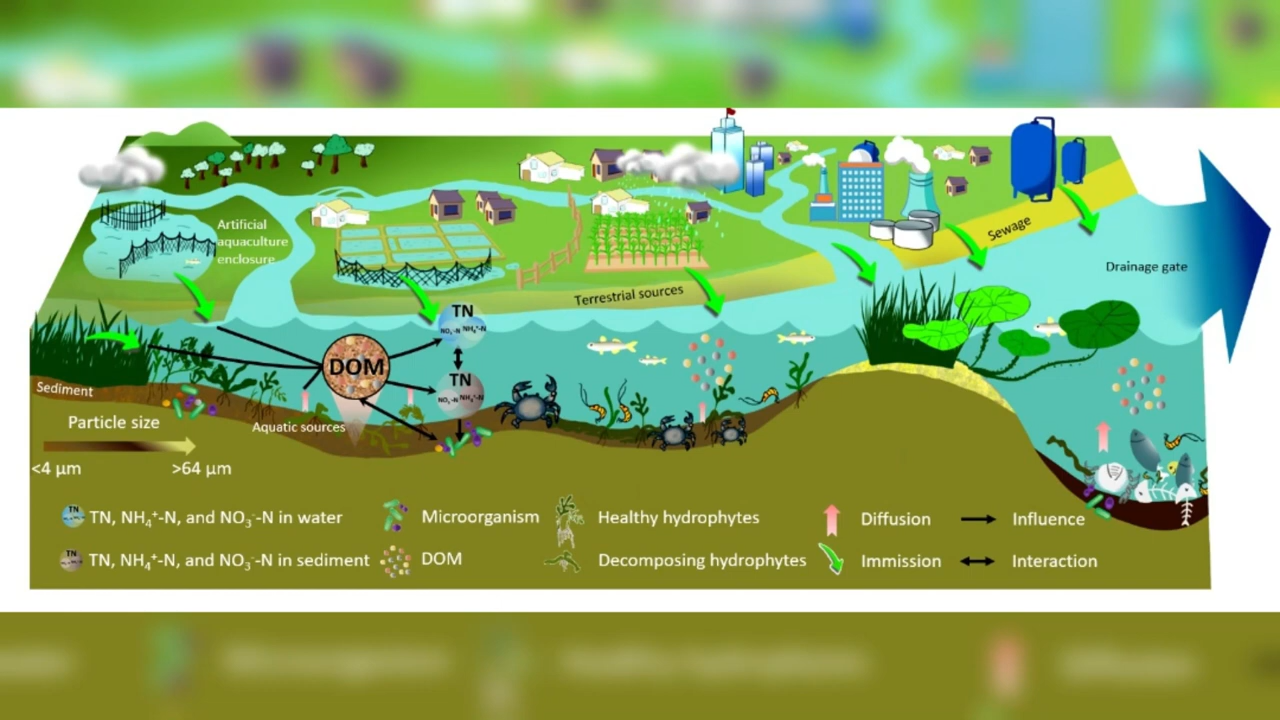 Artificial
aquaculture
enclosure
Sewage
Drainage gate
Terrestrial sources
TN
NO₃⁻-N NH₄⁺-N
DOM
TN
NO₃⁻-N NH₄⁺-N
Sediment
Aquatic sources
Particle size
<4 μm >64 μm
TN, NH₄⁺-N, and NO₃⁻-N in water
Microorganism
Healthy hydrophytes
Diffusion
Influence
TN
TN, NH₄⁺-N, and NO₃⁻-N in sediment
DOM
Decomposing hydrophytes
Immission
Interaction
TN